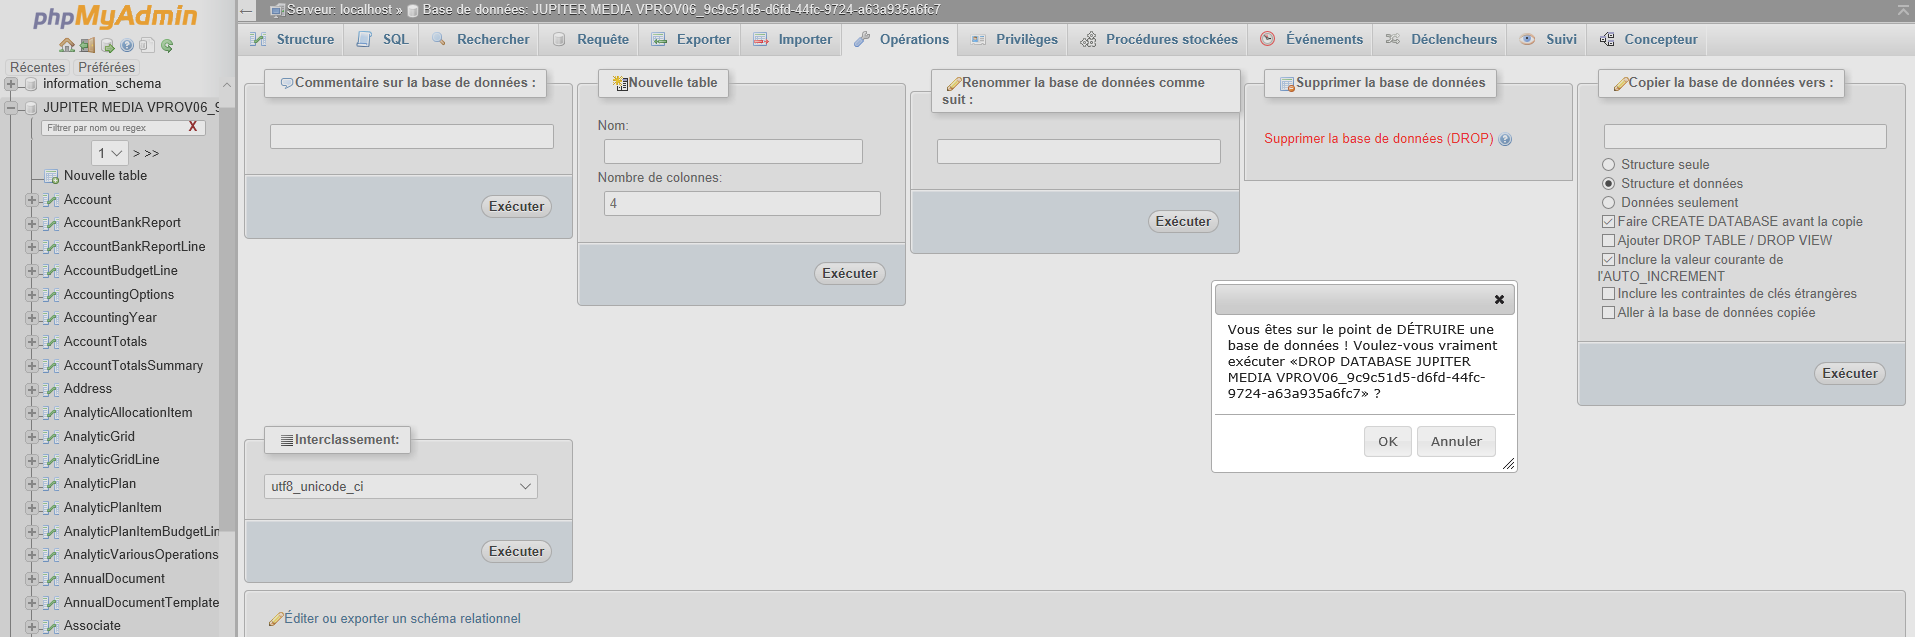 phpMyAdmin
Récentes Préférées
information_schema
JUPITER MEDIA VPROV06_9
Filtrer par nom ou regex X
1 > >>
Nouvelle table
Account
AccountBankReport
AccountBankReportLine
AccountBudgetLine
AccountingOptions
AccountingYear
AccountTotals
AccountTotalsSummary
Address
AnalyticAllocationItem
AnalyticGrid
AnalyticGridLine
AnalyticPlan
AnalyticPlanItem
AnalyticPlanItemBudgetLin
AnalyticVariousOperations
AnnualDocument
AnnualDocumentTemplate
Associate
Serveur: localhost » Base de données: JUPITER MEDIA VPROV06_9c9c51d5-d6fd-44fc-9724-a63a935a6fc7
Structure SQL Rechercher Requête Exporter Importer Opérations Privilèges Procédures stockées Événements Déclencheurs Suivi Concepteur
Commentaire sur la base de données :
Exécuter
Nouvelle table
Nom:
Nombre de colonnes:
4
Exécuter
Renommer la base de données comme
suit :
Exécuter
Supprimer la base de données
Supprimer la base de données (DROP)
Copier la base de données vers :
Structure seule
Structure et données
Données seulement
Faire CREATE DATABASE avant la copie
Ajouter DROP TABLE / DROP VIEW
Inclure la valeur courante de
l'AUTO_INCREMENT
Inclure les contraintes de clés étrangères
Aller à la base de données copiée
Exécuter
Vous êtes sur le point de DÉTRUIRE une
base de données ! Voulez-vous vraiment
exécuter «DROP DATABASE JUPITER
MEDIA VPROV06_9c9c51d5-d6fd-44fc-
9724-a63a935a6fc7» ?
OK Annuler
Interclassement:
utf8_unicode_ci
Exécuter
Éditer ou exporter un schéma relationnel